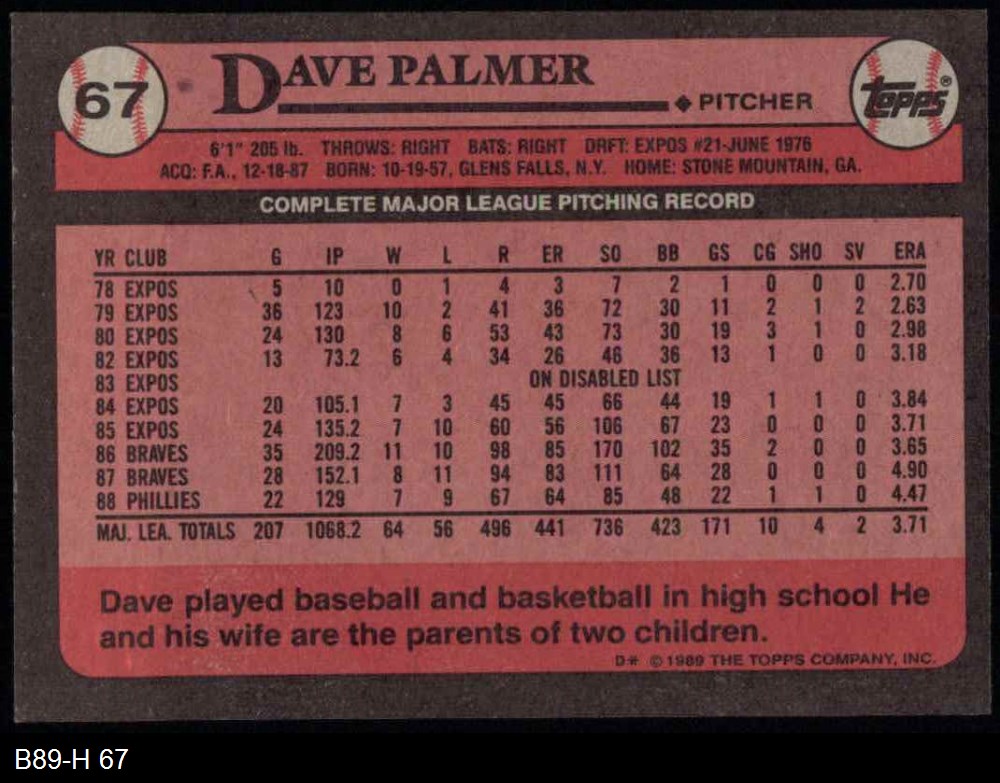 67 DAVE PALMER ◆ PITCHER TOPPS®
6'1" 205 lb. THROWS: RIGHT BATS: RIGHT DRFT: EXPOS #21-JUNE 1976
ACQ: F.A., 12-18-87 BORN: 10-19-57, GLENS FALLS, N.Y. HOME: STONE MOUNTAIN, GA.
COMPLETE MAJOR LEAGUE PITCHING RECORD
YR CLUB G IP W L R ER SO BB GS CG SHO SV ERA
78 EXPOS 5 10 0 1 4 3 7 2 1 0 0 0 2.70
79 EXPOS 36 123 10 2 41 36 72 30 11 2 1 2 2.63
80 EXPOS 24 130 8 6 53 43 73 30 19 3 1 0 2.98
82 EXPOS 13 73.2 6 4 34 26 46 36 13 1 0 0 3.18
83 EXPOS ON DISABLED LIST
84 EXPOS 20 105.1 7 3 45 45 66 44 19 1 1 0 3.84
85 EXPOS 24 135.2 7 10 60 56 106 67 23 0 0 0 3.71
86 BRAVES 35 209.2 11 10 98 85 170 102 35 2 0 0 3.65
87 BRAVES 28 152.1 8 11 94 83 111 64 28 0 0 0 4.90
88 PHILLIES 22 129 7 9 67 64 85 48 22 1 1 0 4.47
MAJ. LEA. TOTALS 207 1068.2 64 56 496 441 736 423 171 10 4 2 3.71
Dave played baseball and basketball in high school He
and his wife are the parents of two children.
D# ©1989 THE TOPPS COMPANY, INC.
B89-H 67